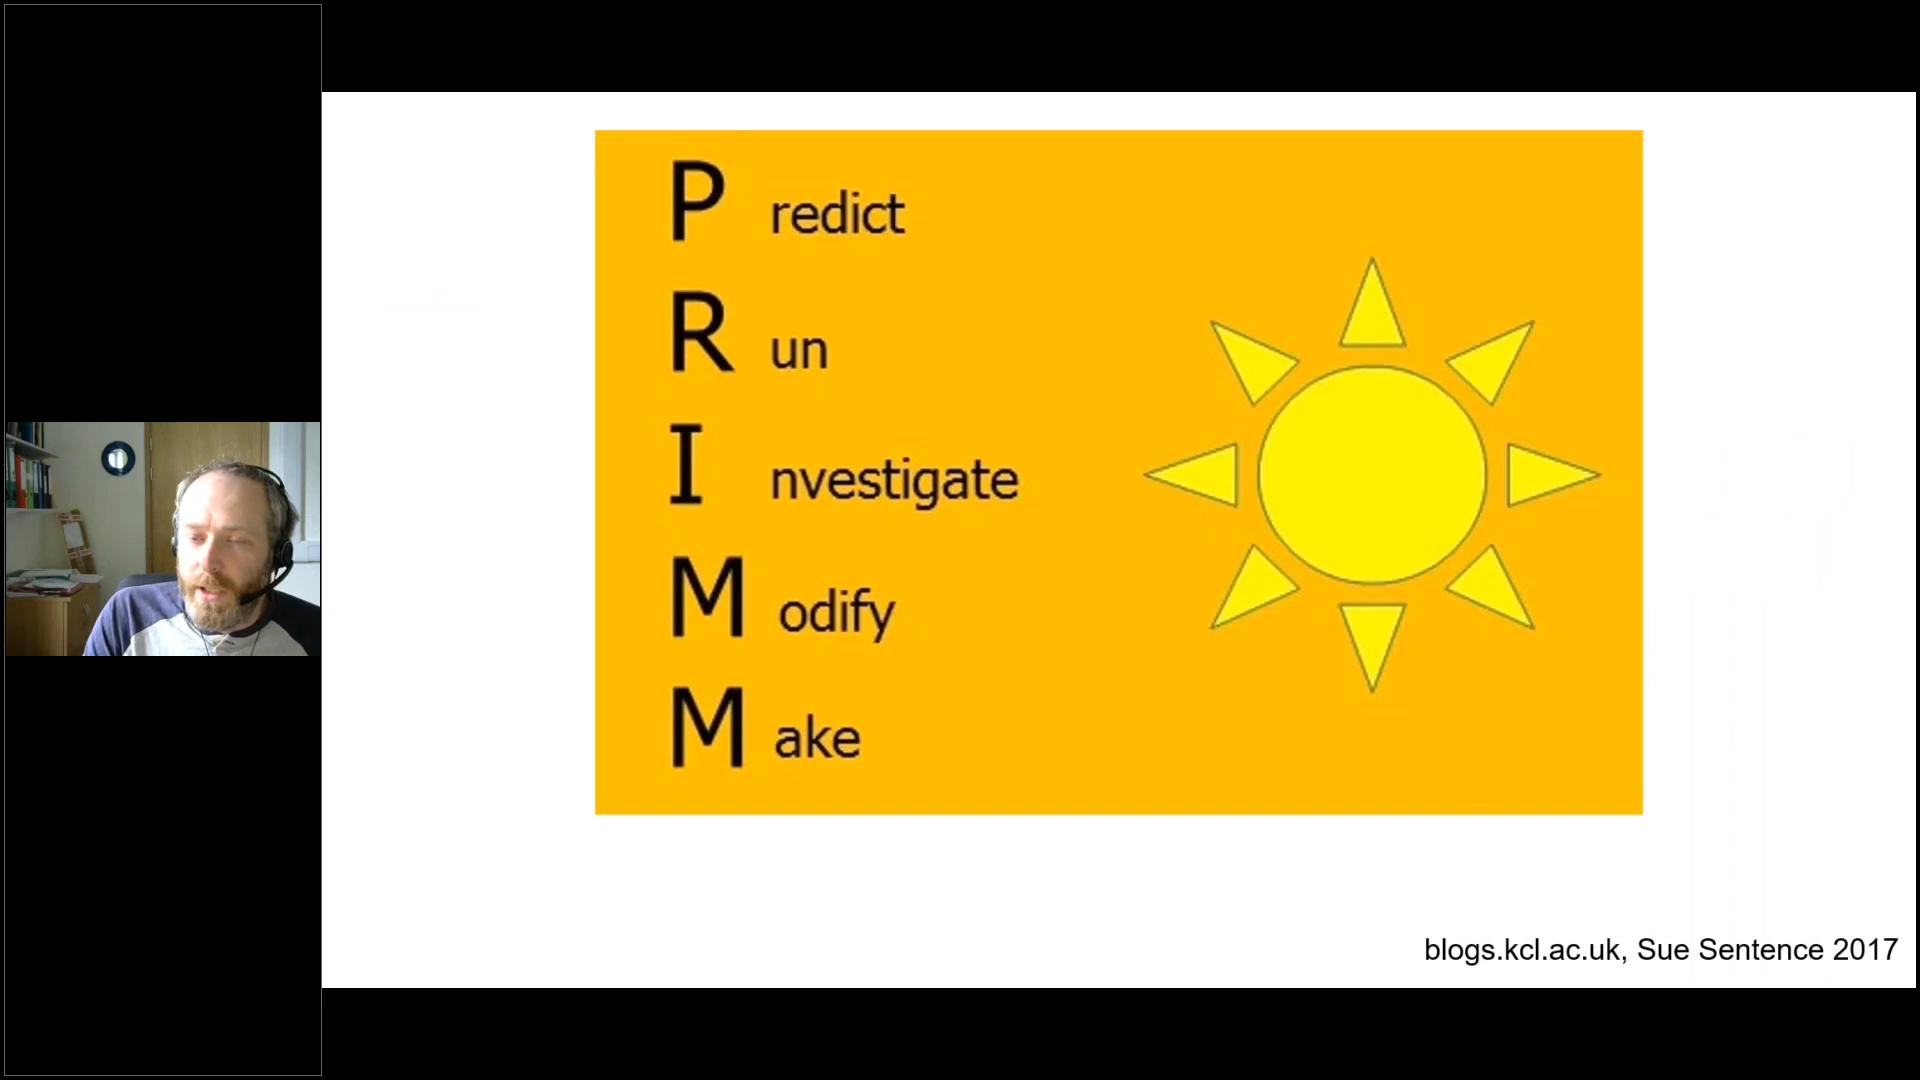 P redict
R un
I nvestigate
M odify
M ake
blogs.kcl.ac.uk, Sue Sentence 2017